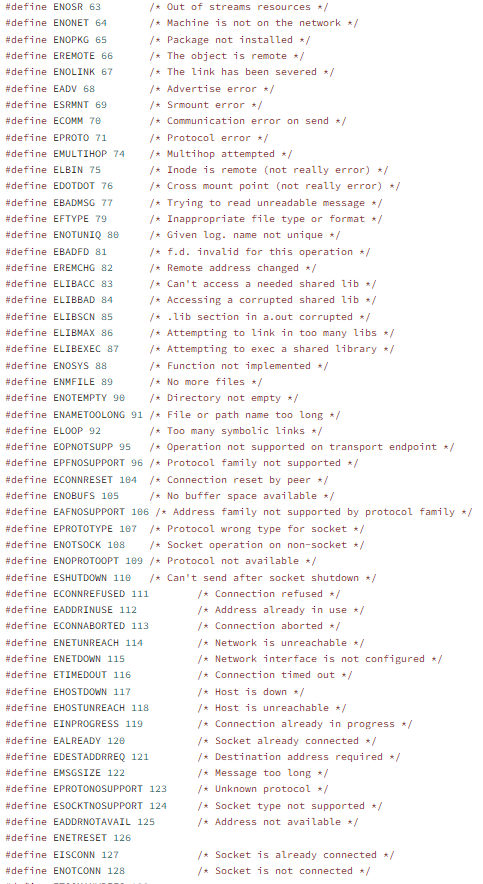 #define ENOSR 63 /* Out of streams resources */
#define ENONET 64 /* Machine is not on the network */
#define ENOPKG 65 /* Package not installed */
#define EREMOTE 66 /* The object is remote */
#define ENOLINK 67 /* The link has been severed */
#define EADV 68 /* Advertise error */
#define ESRMNT 69 /* Srmount error */
#define ECOMM 70 /* Communication error on send */
#define EPROTO 71 /* Protocol error */
#define EMULTIHOP 74 /* Multihop attempted */
#define ELBIN 75 /* Inode is remote (not really error) */
#define EDOTDOT 76 /* Cross mount point (not really error) */
#define EBADMSG 77 /* Trying to read unreadable message */
#define EFTYPE 79 /* Inappropriate file type or format */
#define ENOTUNIQ 80 /* Given log. name not unique */
#define EBADFD 81 /* f.d. invalid for this operation */
#define EREMCHG 82 /* Remote address changed */
#define ELIBACC 83 /* Can't access a needed shared lib */
#define ELIBBAD 84 /* Accessing a corrupted shared lib */
#define ELIBSCN 85 /* .lib section in a.out corrupted */
#define ELIBMAX 86 /* Attempting to link in too many libs */
#define ELIBEXEC 87 /* Attempting to exec a shared library */
#define ENOSYS 88 /* Function not implemented */
#define ENMFILE 89 /* No more files */
#define ENOTEMPTY 90 /* Directory not empty */
#define ENAMETOOLONG 91 /* File or path name too long */
#define ELOOP 92 /* Too many symbolic links */
#define EOPNOTSUPP 95 /* Operation not supported on transport endpoint */
#define EPFNOSUPPORT 96 /* Protocol family not supported */
#define ECONNRESET 104 /* Connection reset by peer */
#define ENOBUFS 105 /* No buffer space available */
#define EAFNOSUPPORT 106 /* Address family not supported by protocol family */
#define EPROTOTYPE 107 /* Protocol wrong type for socket */
#define ENOTSOCK 108 /* Socket operation on non-socket */
#define ENOPROTOOPT 109 /* Protocol not available */
#define ESHUTDOWN 110 /* Can't send after socket shutdown */
#define ECONNREFUSED 111 /* Connection refused */
#define EADDRINUSE 112 /* Address already in use */
#define ECONNABORTED 113 /* Connection aborted */
#define ENETUNREACH 114 /* Network is unreachable */
#define ENETDOWN 115 /* Network interface is not configured */
#define ETIMEDOUT 116 /* Connection timed out */
#define EHOSTDOWN 117 /* Host is down */
#define EHOSTUNREACH 118 /* Host is unreachable */
#define EINPROGRESS 119 /* Connection already in progress */
#define EALREADY 120 /* Socket already connected */
#define EDESTADDRREQ 121 /* Destination address required */
#define EMSGSIZE 122 /* Message too long */
#define EPROTONOSUPPORT 123 /* Unknown protocol */
#define ESOCKTNOSUPPORT 124 /* Socket type not supported */
#define EADDRNOTAVAIL 125 /* Address not available */
#define ENETRESET 126
#define EISCONN 127 /* Socket is already connected */
#define ENOTCONN 128 /* Socket is not connected */